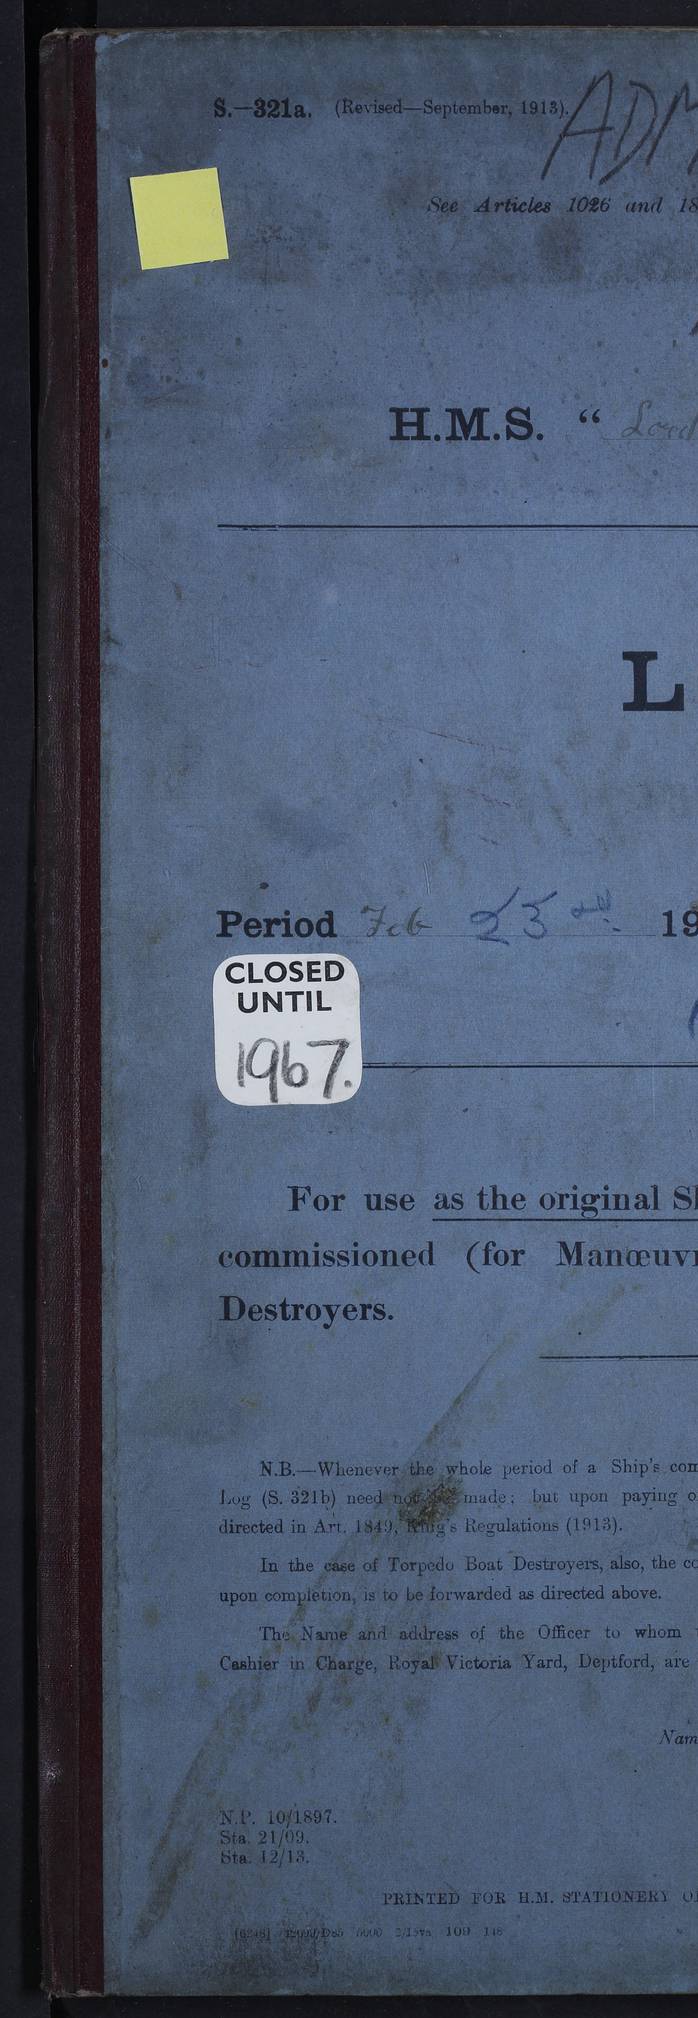 S.—321a. (Revised—September, 1913).
ADM
See Articles 1026 and 18
H.M.S. “ Lord
L
Period Feb 23rd. 19
CLOSED
UNTIL
1967.
For use as the original Sh
commissioned (for Manœuvr
Destroyers.
N.B.—Whenever the whole period of a Ship's com
Log (S. 321b) need not be made; but upon paying o
directed in Art. 1849, King's Regulations (1913).
In the case of Torpedo Boat Destroyers, also, the co
upon completion, is to be forwarded as directed above.
The Name and address of the Officer to whom
Cashier in Charge, Royal Victoria Yard, Deptford, are
Nam
N.P. 10/1897.
Sta. 21/09.
Sta. 12/13.
PRINTED FOR H.M. STATIONERY O
109 148